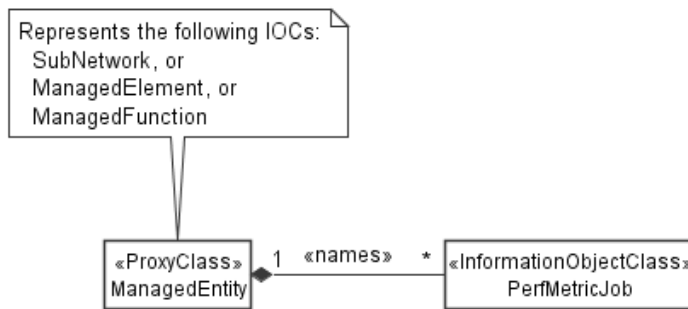 Represents the following IOCs:
SubNetwork, or
ManagedElement, or
ManagedFunction
«ProxyClass»
ManagedEntity
1 «names» *
«InformationObjectClass»
PerfMetricJob